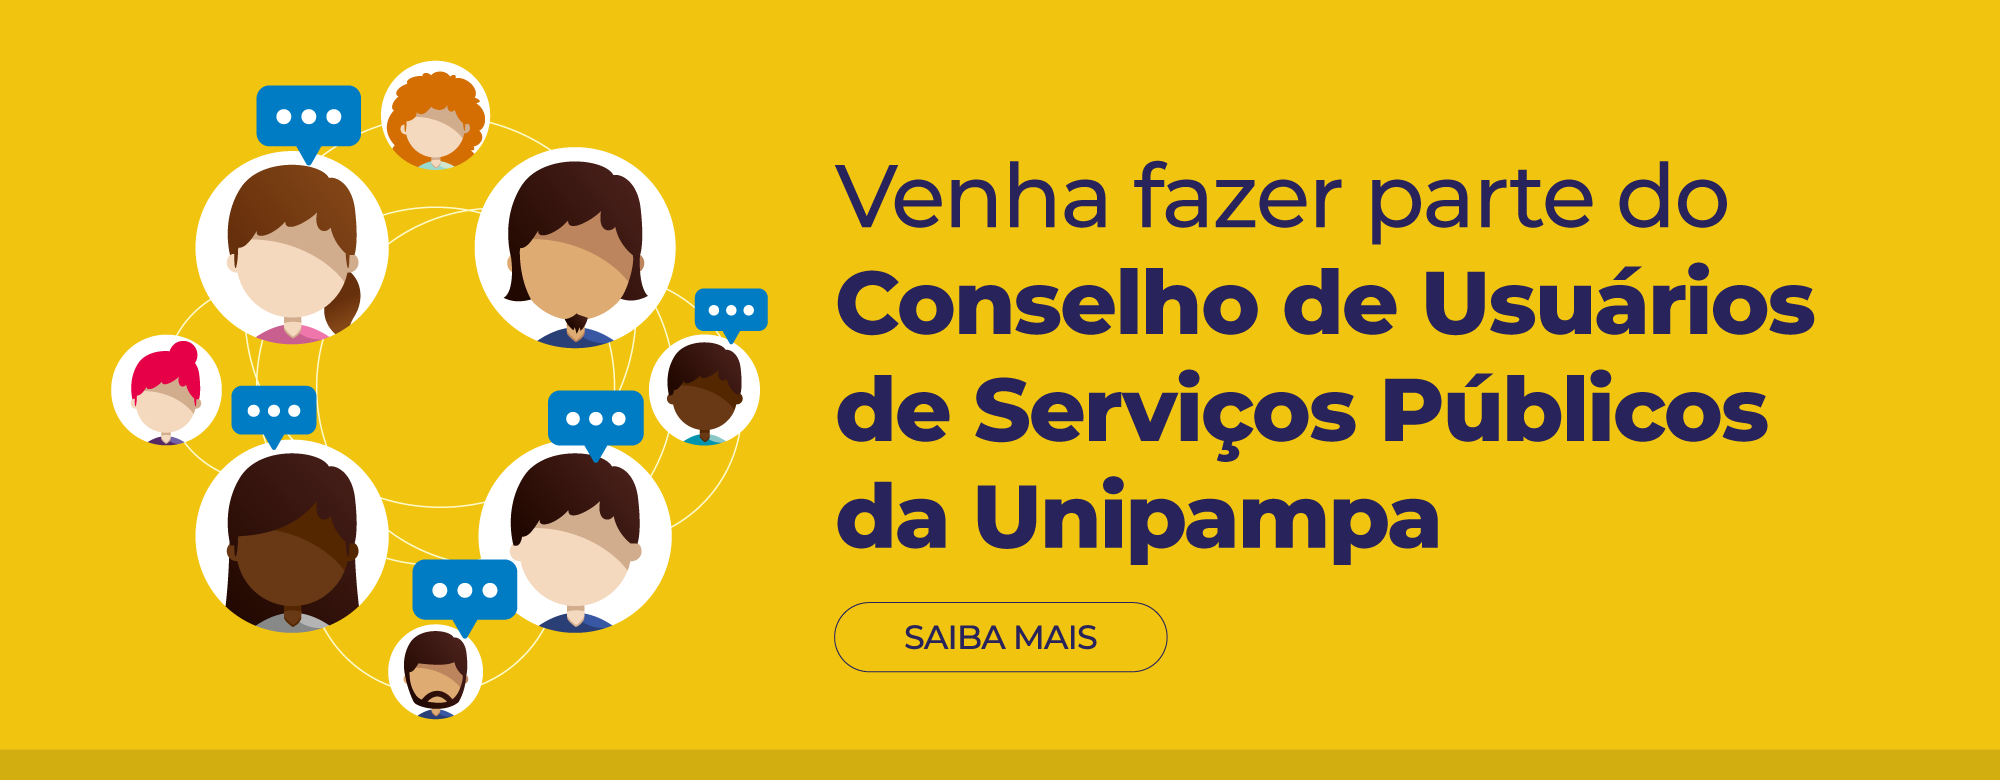 Venha fazer parte do
Conselho de Usuários
de Serviços Públicos
da Unipampa
SAIBA MAIS